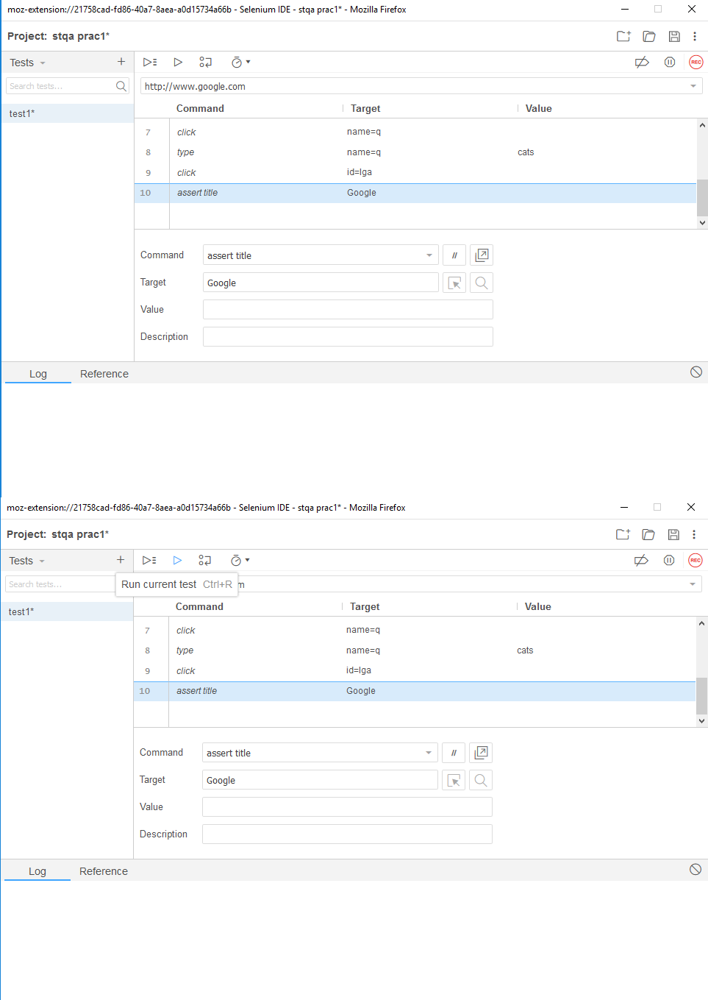 moz-extension://21758cad-fd86-40a7-8aea-a0d15734a66b - Selenium IDE - stqa prac1* - Mozilla Firefox
Project: stqa prac1*
Tests
Search tests...
test1*
REC
http://www.google.com
Command Target Value
7 click name=q
8 type name=q cats
9 click id=lga
10 assert title Google
Command assert title //
Target Google
Value
Description
Log Reference
moz-extension://21758cad-fd86-40a7-8aea-a0d15734a66b - Selenium IDE - stqa prac1* - Mozilla Firefox
Project: stqa prac1*
Tests
REC
Search tests...
Run current test Ctrl+R m
test1*
Command Target Value
7 click name=q
8 type name=q cats
9 click id=lga
10 assert title Google
Command assert title //
Target Google
Value
Description
Log Reference